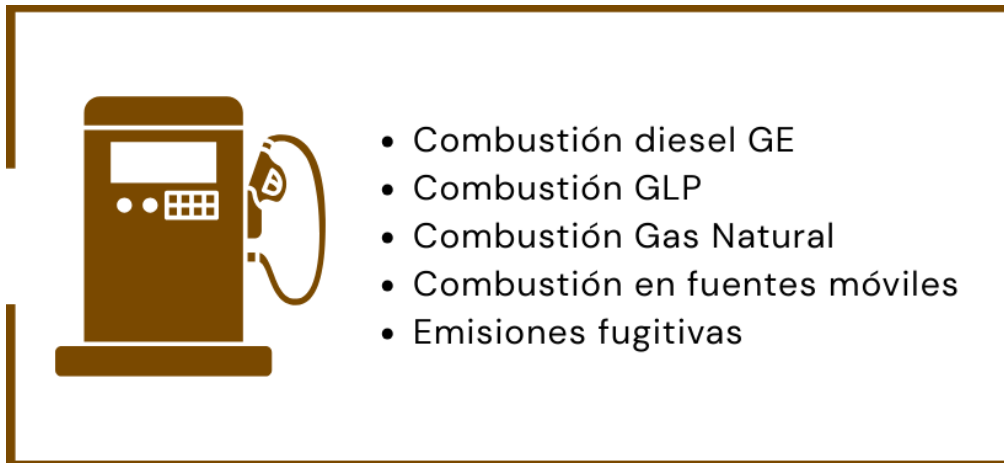 • Combustión diesel GE
• Combustión GLP
• Combustión Gas Natural
• Combustión en fuentes móviles
• Emisiones fugitivas